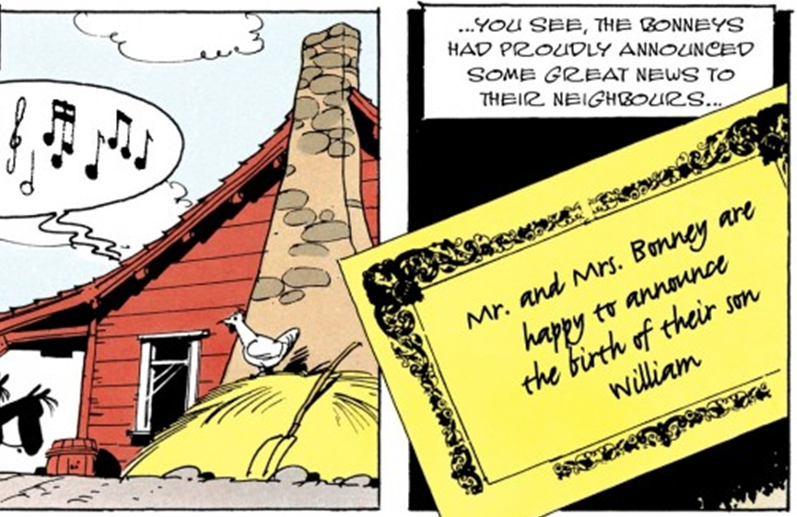 ...YOU SEE, THE BONNEYS
HAD PROUDLY ANNOUNCED
SOME GREAT NEWS TO
THEIR NEIGHBOURS...
Mr. and Mrs. Bonney are
happy to announce
the birth of their son
William